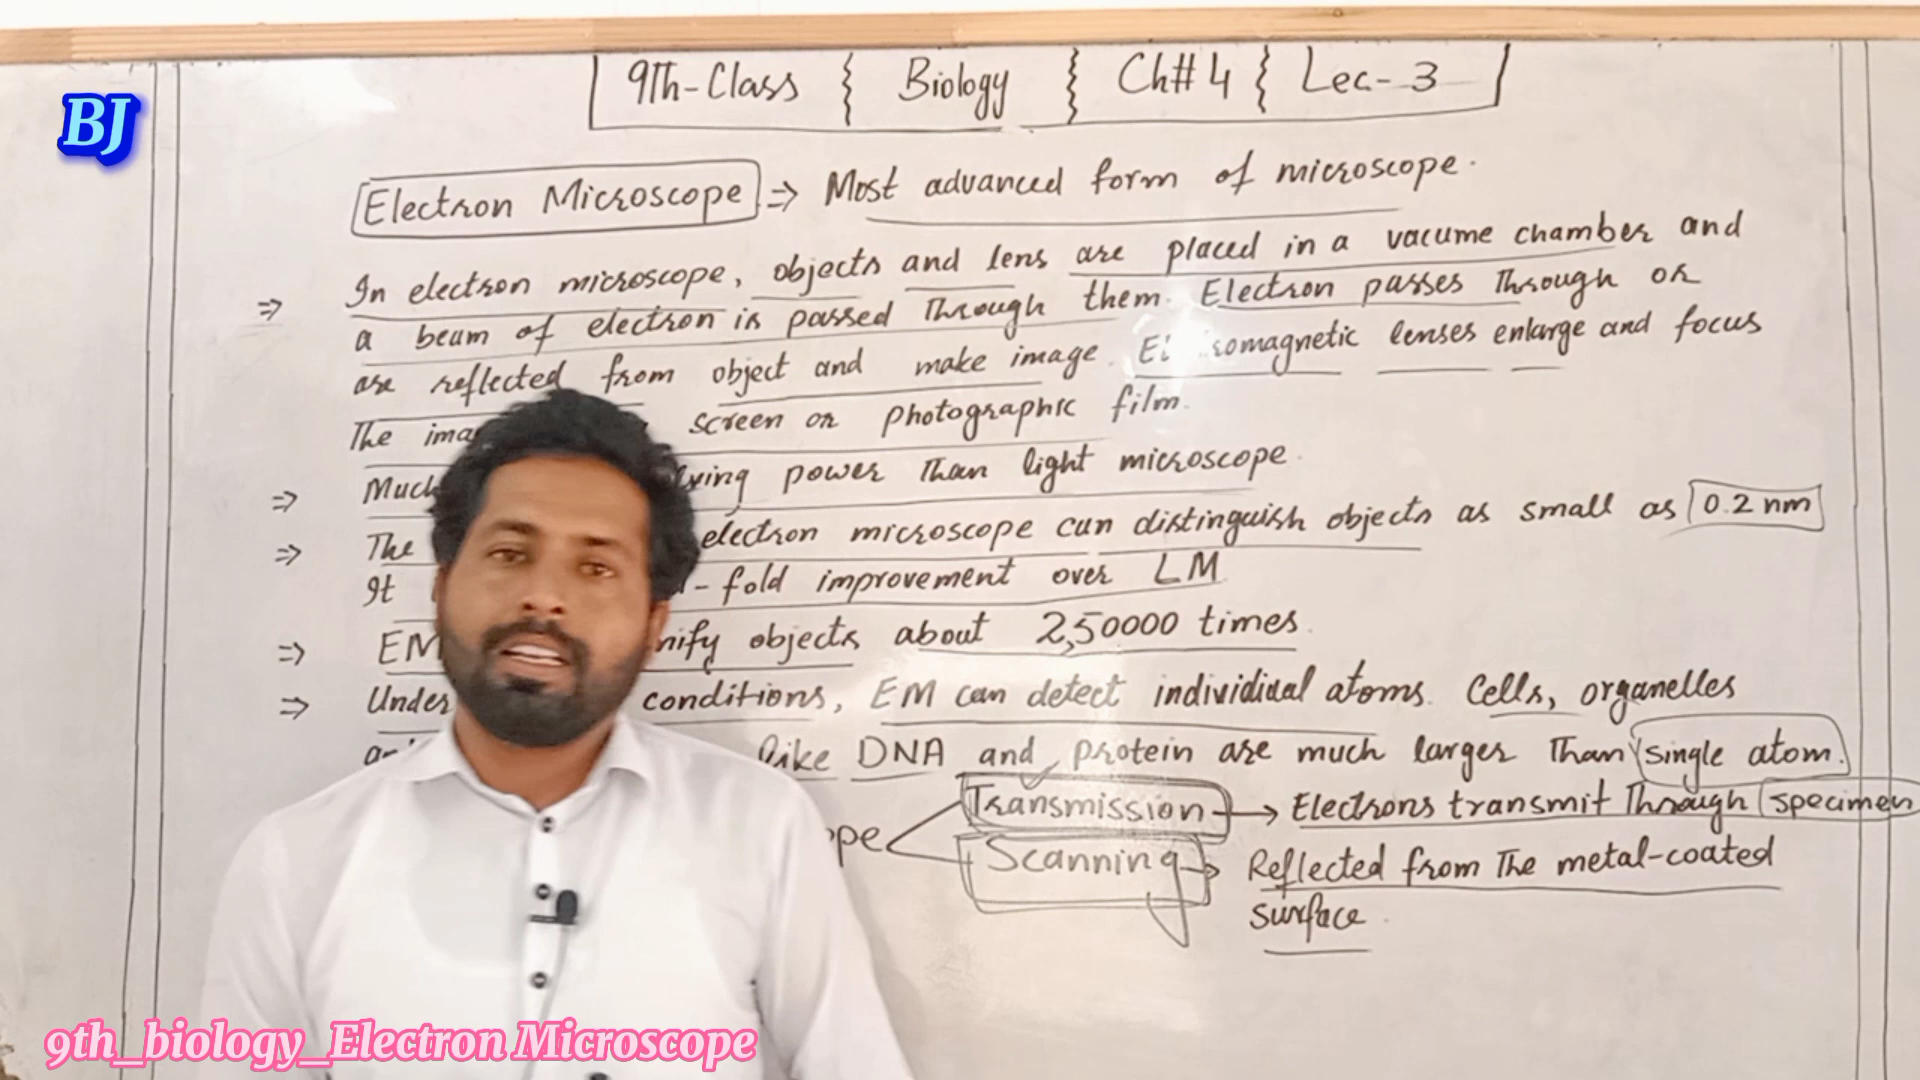 9Th-Class Biology Ch#4 Lec-3
BJ
Electron Microscope ⇒ Most advanced form of microscope.
⇒ In electron microscope, objects and lens are placed in a vacume chamber and
a beam of electron is passed Through them. Electron passes Through or
are reflected from object and make image. lenses enlarge and focus
The screen or photographic film.
⇒ Much power Than light microscope.
⇒ The electron microscope can distinguish objects as small as 0.2 nm
It - fold improvement over LM
⇒ EM objects about 2,50000 times.
⇒ Under conditions, EM can detect individual atoms. Cells, organelles
like DNA and protein are much larger Than single atom.
Transmission → Electrons transmit Through specimen
Scanning → Reflected from The metal-coated
surface
9th_biology_Electron Microscope